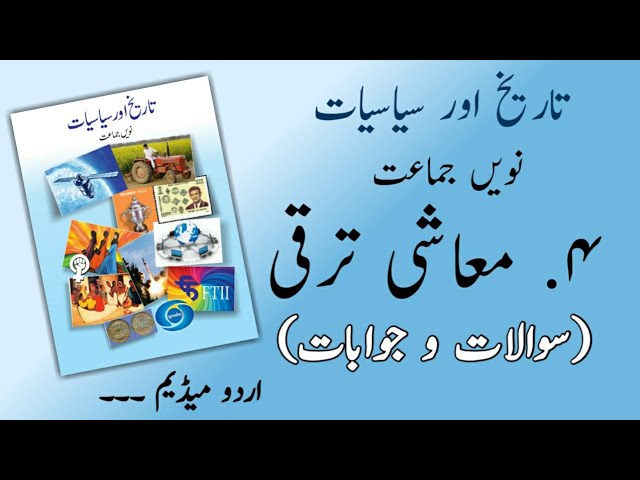 تاریخ اور سیاسیات
نویں جماعت
۴. معاشی ترقی
(سوالات و جوابات)
اردو میڈیم ---
تاریخ اور سیاسیات
نویں جماعت
FTII